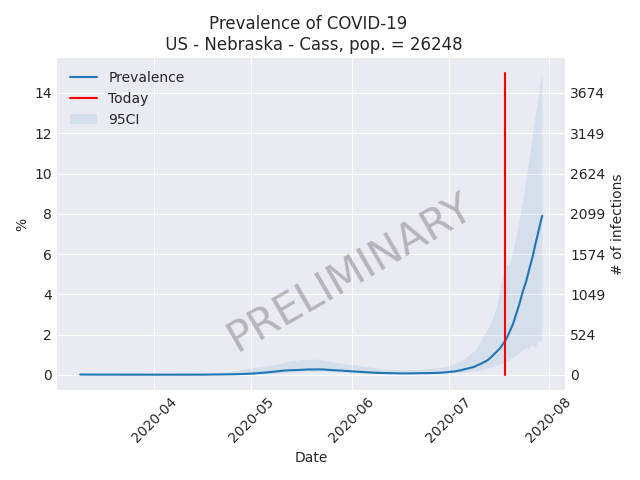 Prevalence of COVID-19
US - Nebraska - Cass, pop. = 26248
Prevalence
Today
95CI
14
12
10
8
6
4
2
0
%
3674
3149
2624
2099
1574
1049
524
0
# of infections
PRELIMINARY
2020-04
2020-05
2020-06
2020-07
2020-08
Date